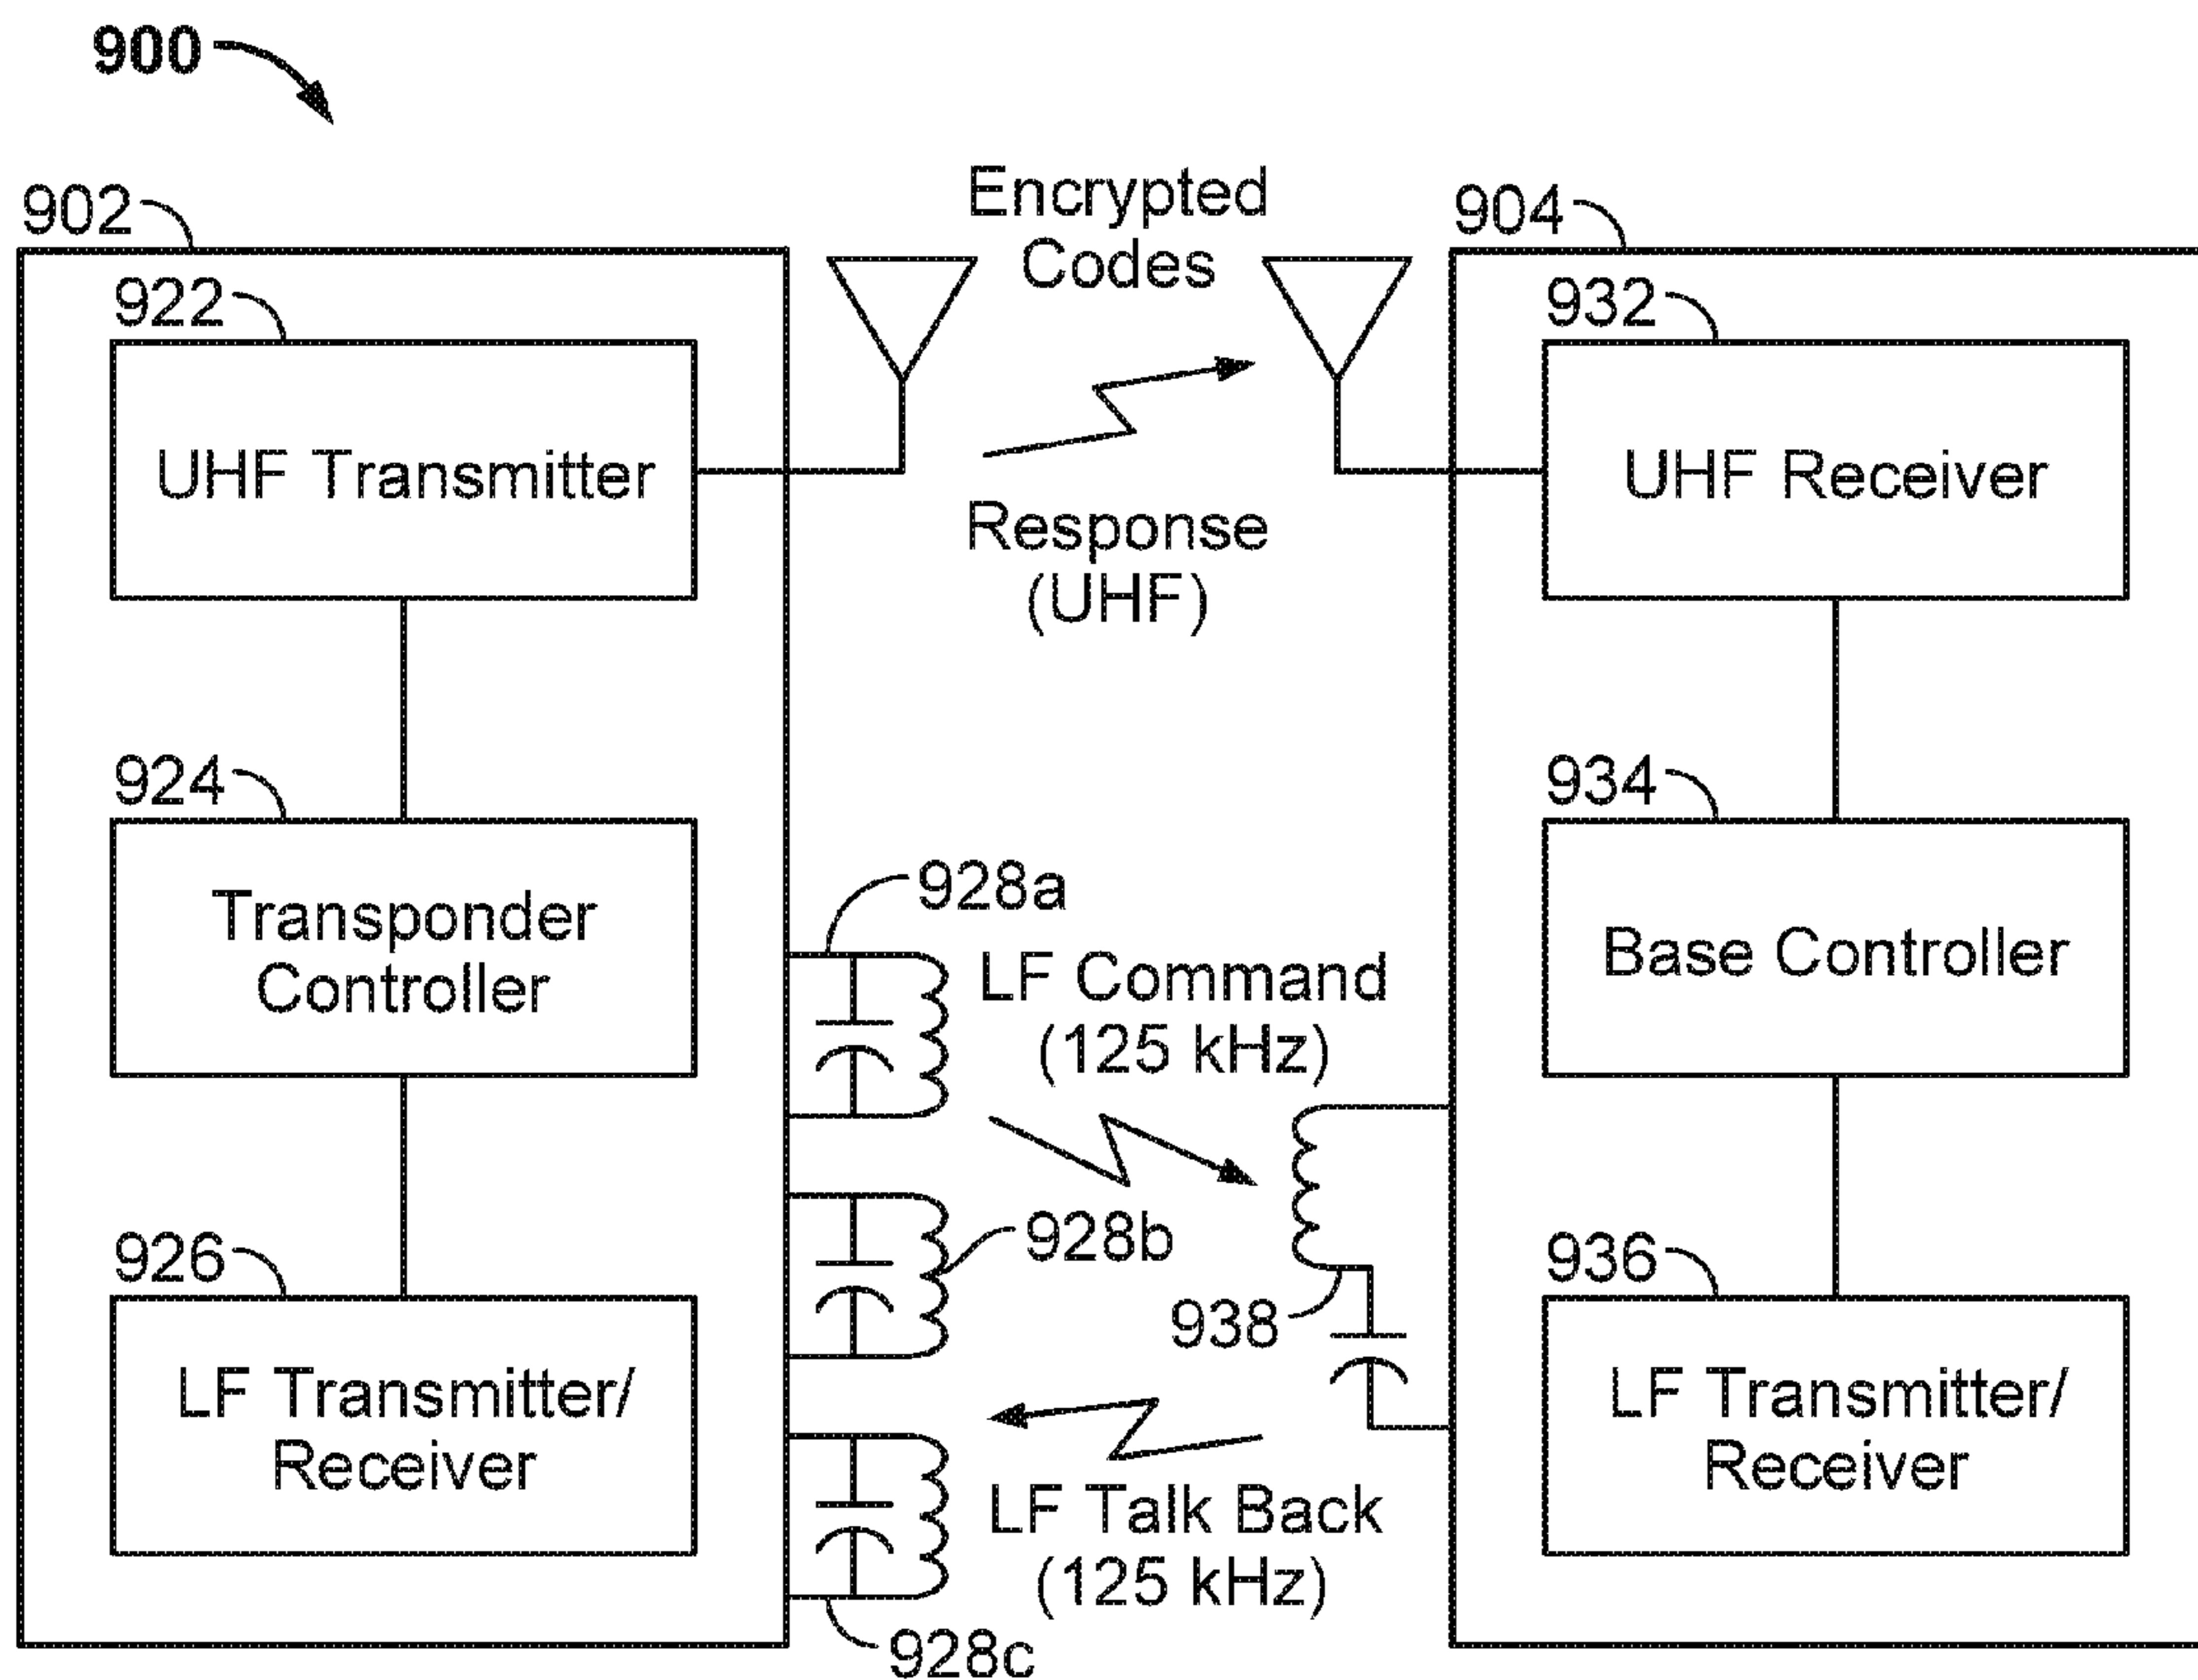 900
902
922
UHF Transmitter
924
Transponder
Controller
926
LF Transmitter/
Receiver
Encrypted
Codes
Response
(UHF)
928a
LF Command
(125 kHz)
928b
938
LF Talk Back
(125 kHz)
928c
904
932
UHF Receiver
934
Base Controller
936
LF Transmitter/
Receiver